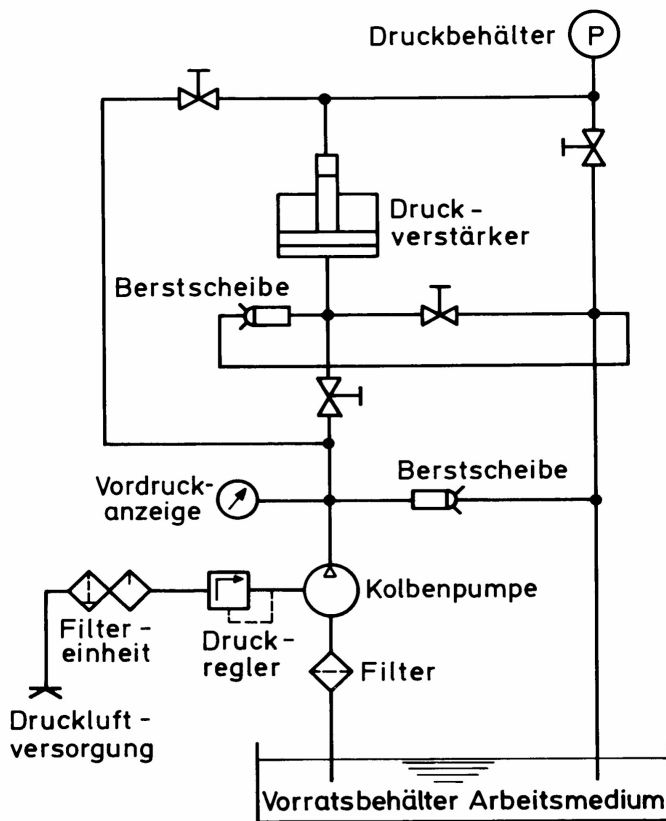 Druckbehälter
P
Druck-
verstärker
Berstscheibe
Berstscheibe
Vordruck-
anzeige
Kolbenpumpe
Filter-
einheit
Druck-
regler
Filter
Druckluft-
versorgung
Vorratsbehälter Arbeitsmedium